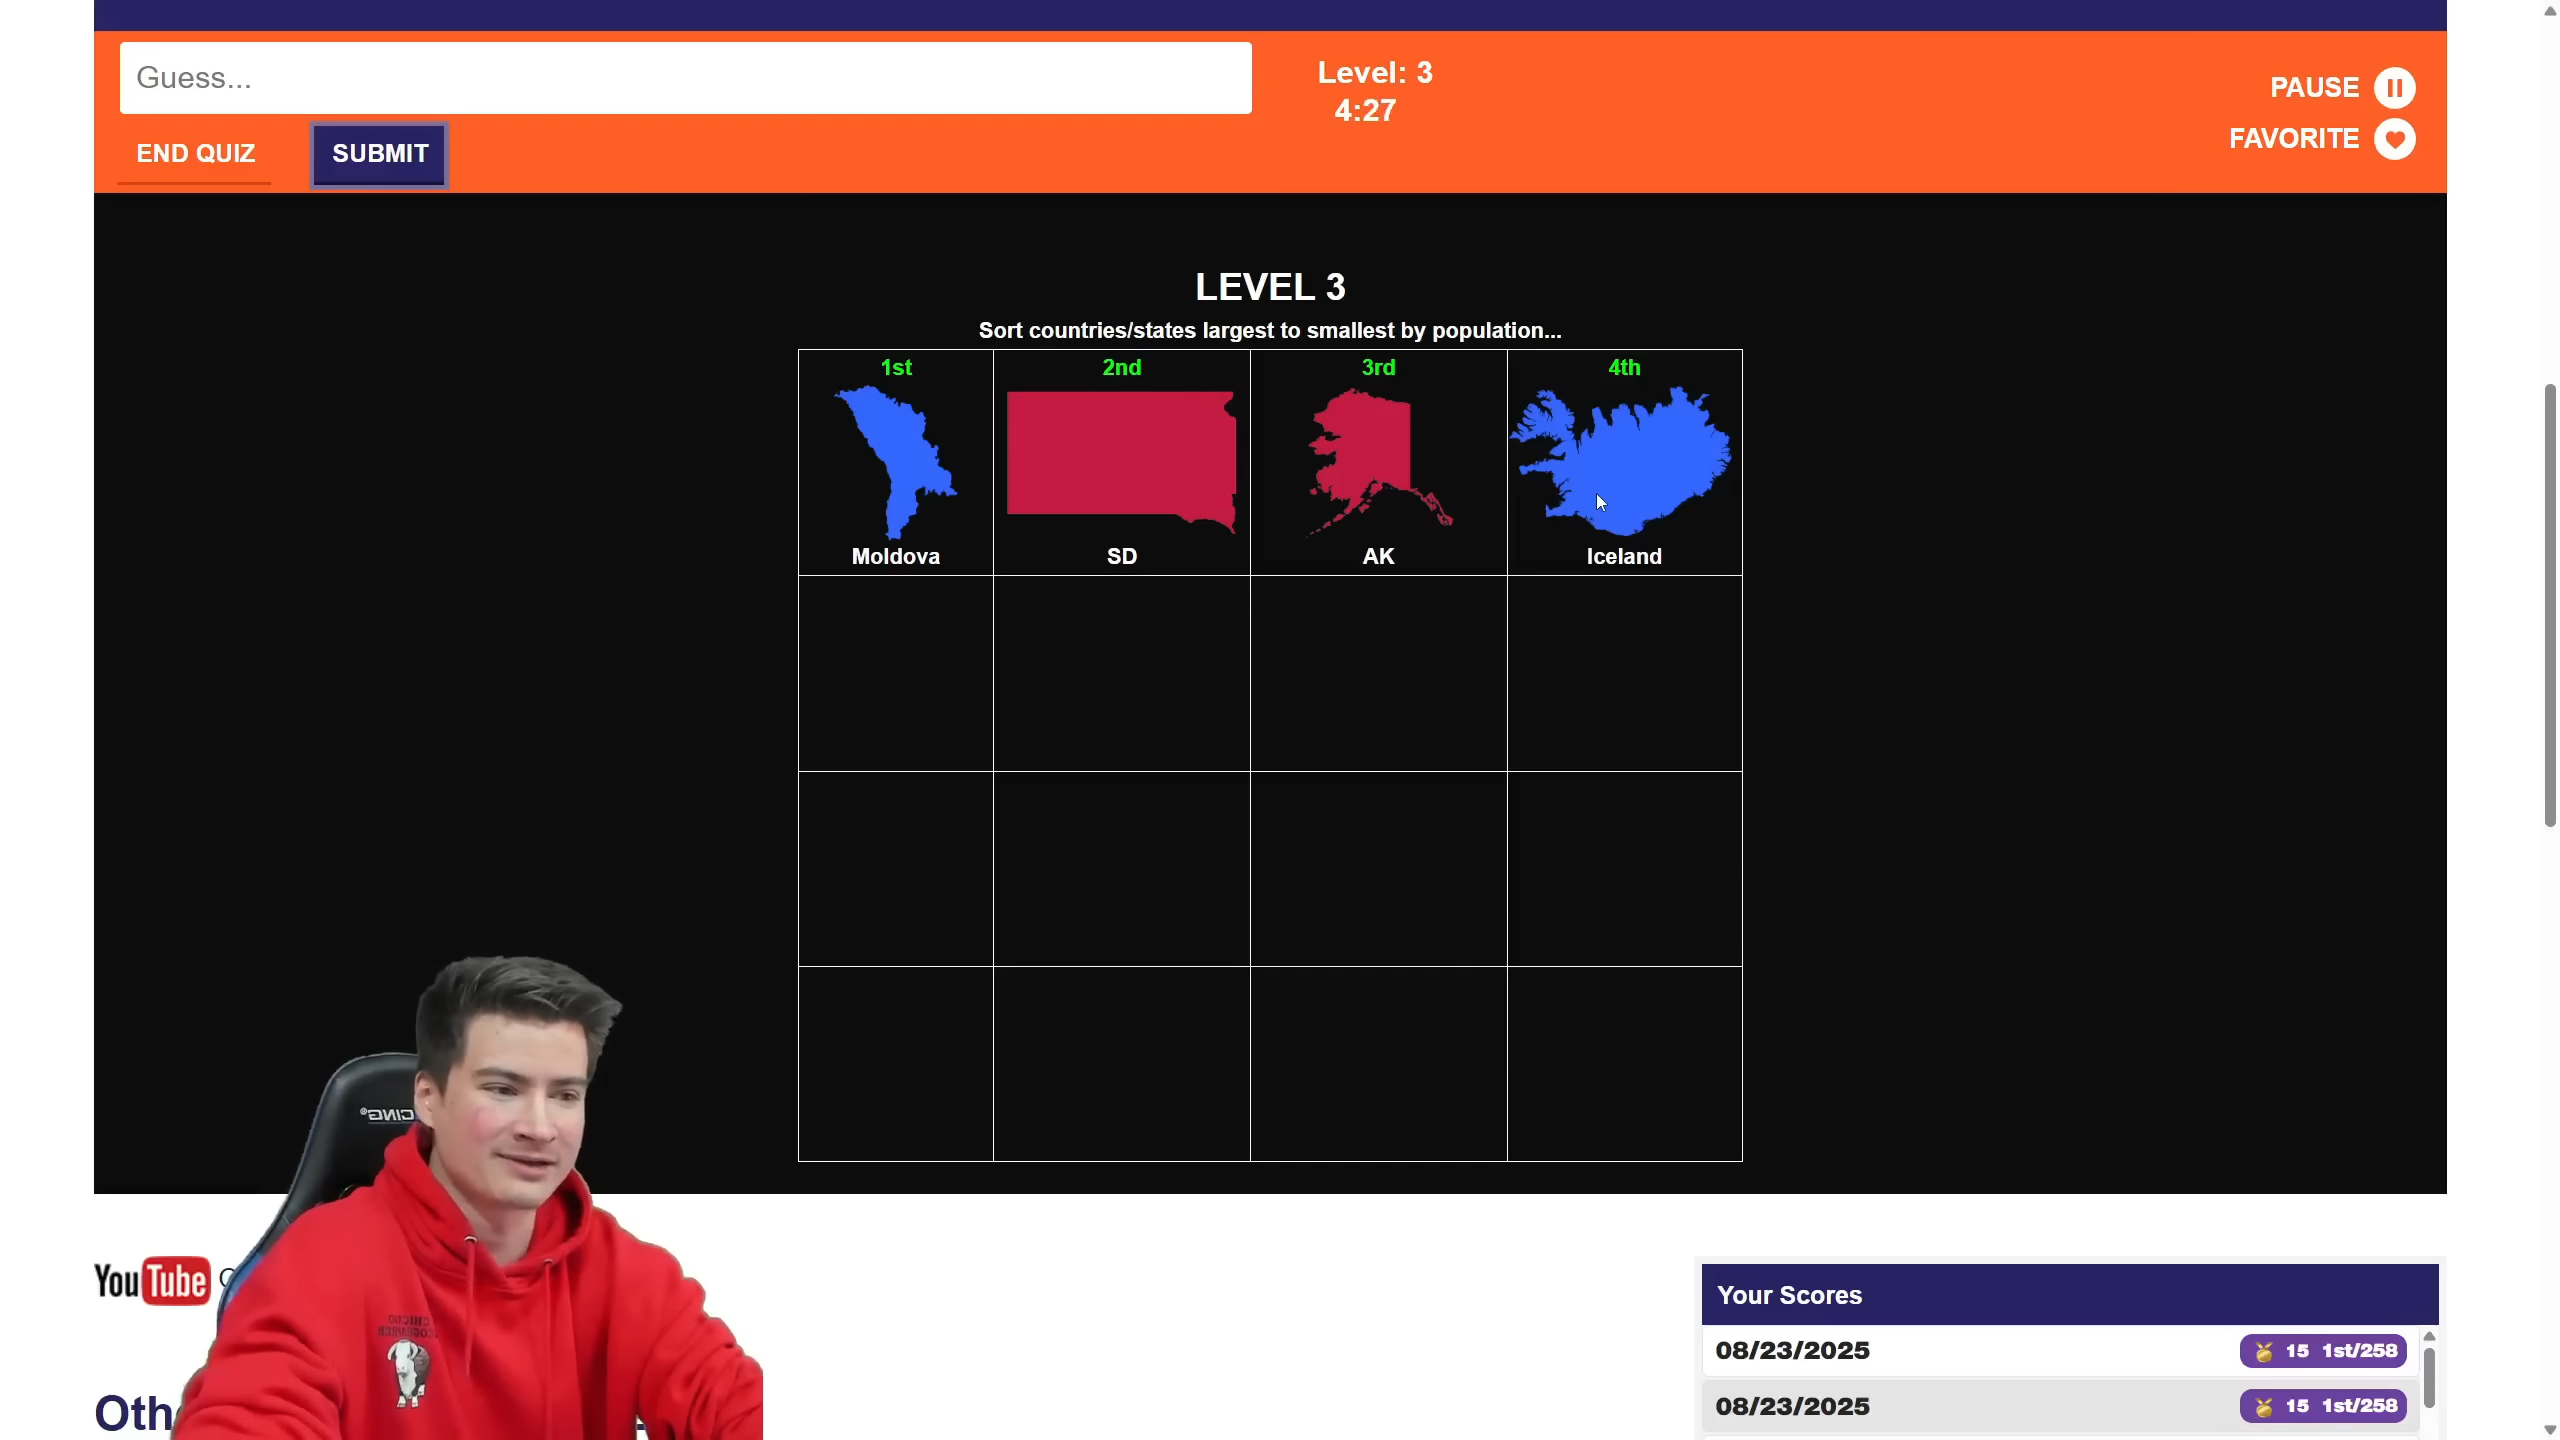 Guess...
Level: 3
4:27
PAUSE
FAVORITE
END QUIZ
SUBMIT
LEVEL 3
Sort countries/states largest to smallest by population...
1st 2nd 3rd 4th
Moldova SD AK Iceland
YouTube
Your Scores
08/23/2025 15 1st/258
08/23/2025 15 1st/258
Oth